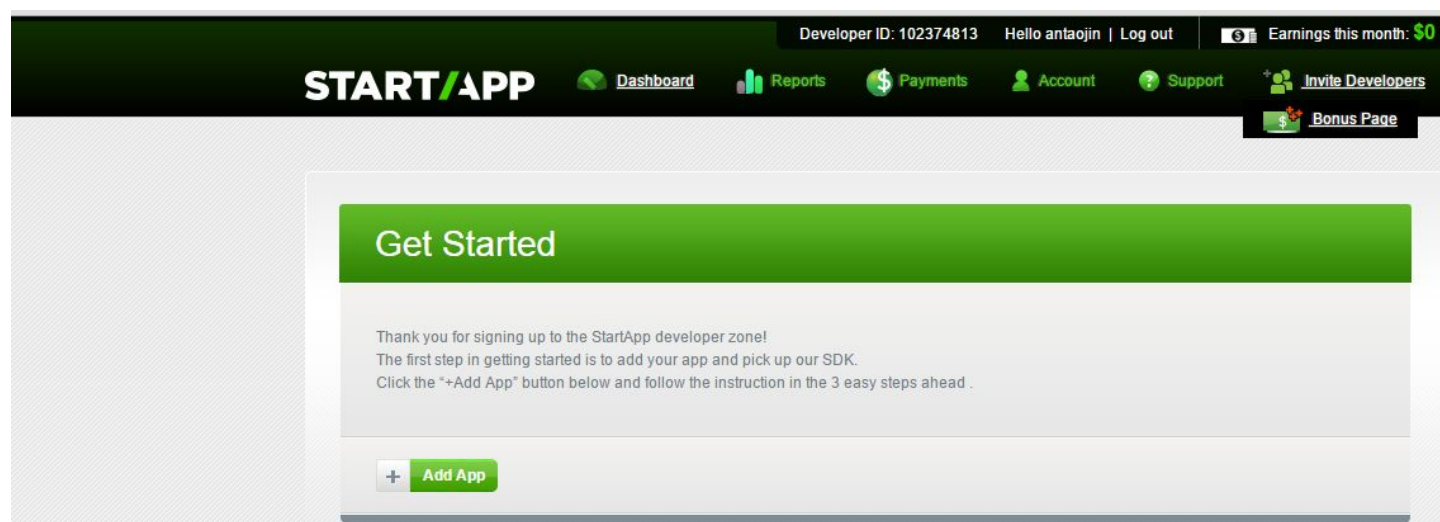 Developer ID: 102374813 Hello antaojin | Log out Earnings this month: $0
START/APP Dashboard Reports Payments Account Support Invite Developers
Bonus Page
Get Started
Thank you for signing up to the StartApp developer zone!
The first step in getting started is to add your app and pick up our SDK.
Click the “+Add App” button below and follow the instruction in the 3 easy steps ahead .
+ Add App